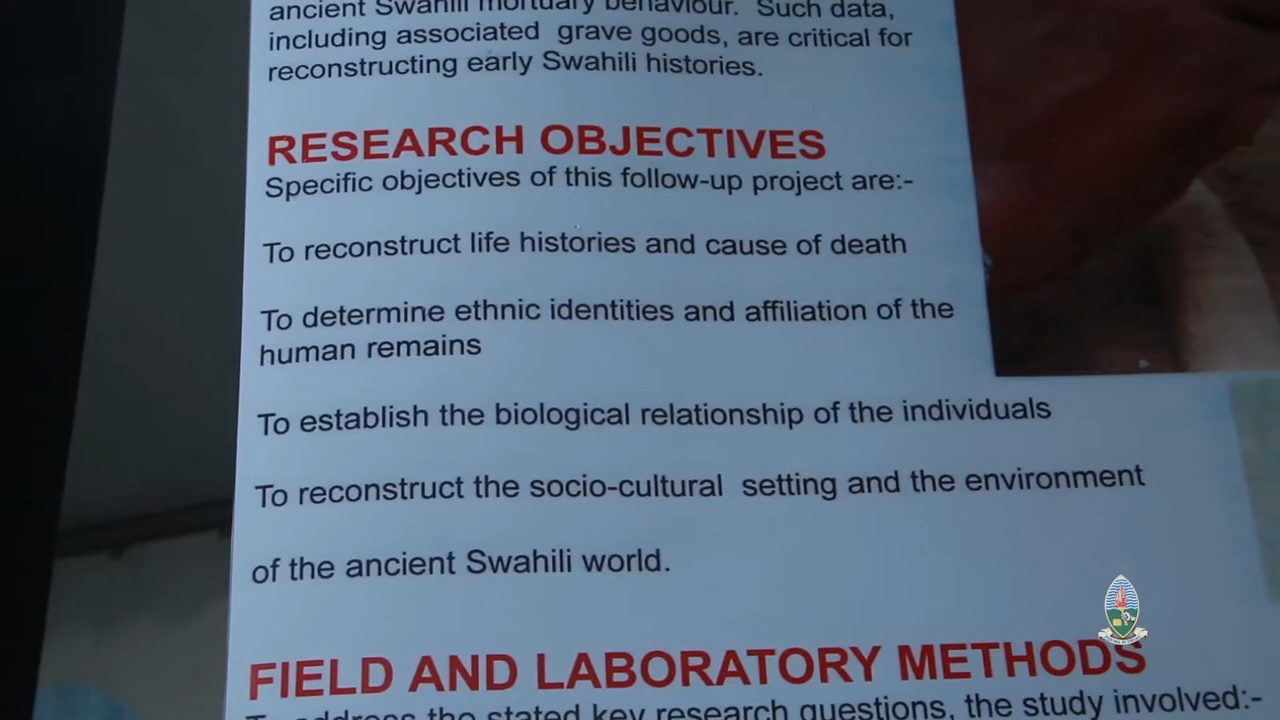 ancient Swahili mortuary behaviour. Such data,
including associated grave goods, are critical for
reconstructing early Swahili histories.
RESEARCH OBJECTIVES
Specific objectives of this follow-up project are:-
To reconstruct life histories and cause of death
To determine ethnic identities and affiliation of the
human remains
To establish the biological relationship of the individuals
To reconstruct the socio-cultural setting and the environment
of the ancient Swahili world.
FIELD AND LABORATORY METHODS
To address the stated key research questions, the study involved:-